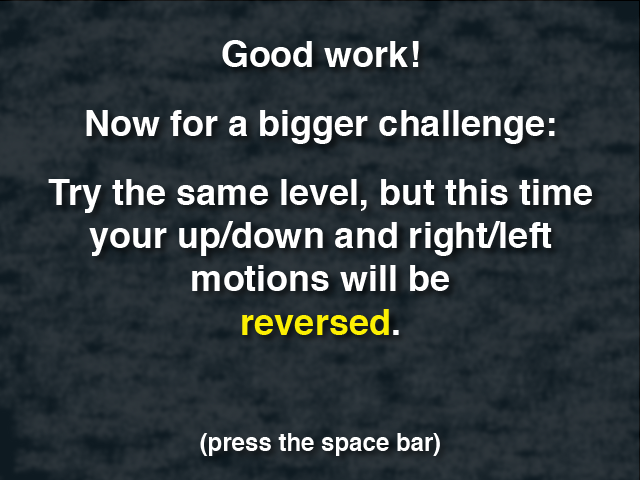 Good work!
Now for a bigger challenge:
Try the same level, but this time
your up/down and right/left
motions will be
reversed.
(press the space bar)